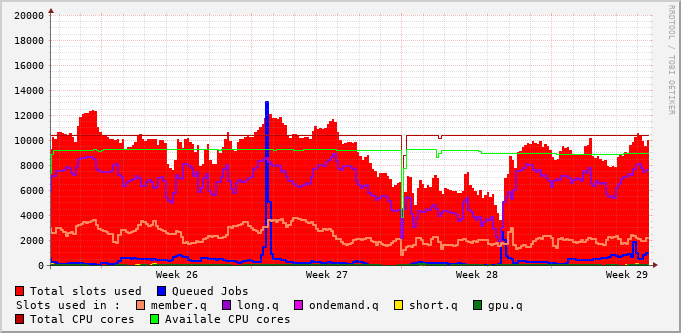 RRDTOOL / TOBI OETIKER
20000
18000
16000
14000
12000
10000
8000
6000
4000
2000
0
Week 26 Week 27 Week 28 Week 29
Total slots used Queued Jobs
Slots used in : member.q long.q ondemand.q short.q gpu.q
Total CPU cores Availale CPU cores